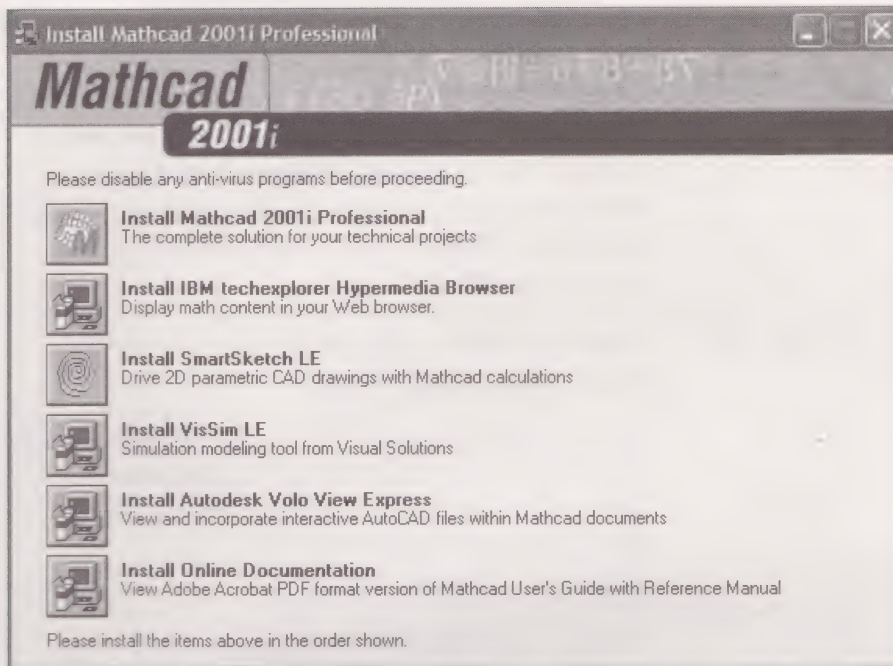 Install Mathcad 2001i Professional
Mathcad
2001i
Please disable any anti-virus programs before proceeding.
Install Mathcad 2001i Professional
The complete solution for your technical projects
Install IBM techexplorer Hypermedia Browser
Display math content in your Web browser.
Install SmartSketch LE
Drive 2D parametric CAD drawings with Mathcad calculations
Install VisSim LE
Simulation modeling tool from Visual Solutions
Install Autodesk Volo View Express
View and incorporate interactive AutoCAD files within Mathcad documents
Install Online Documentation
View Adobe Acrobat PDF format version of Mathcad User's Guide with Reference Manual
Please install the items above in the order shown.